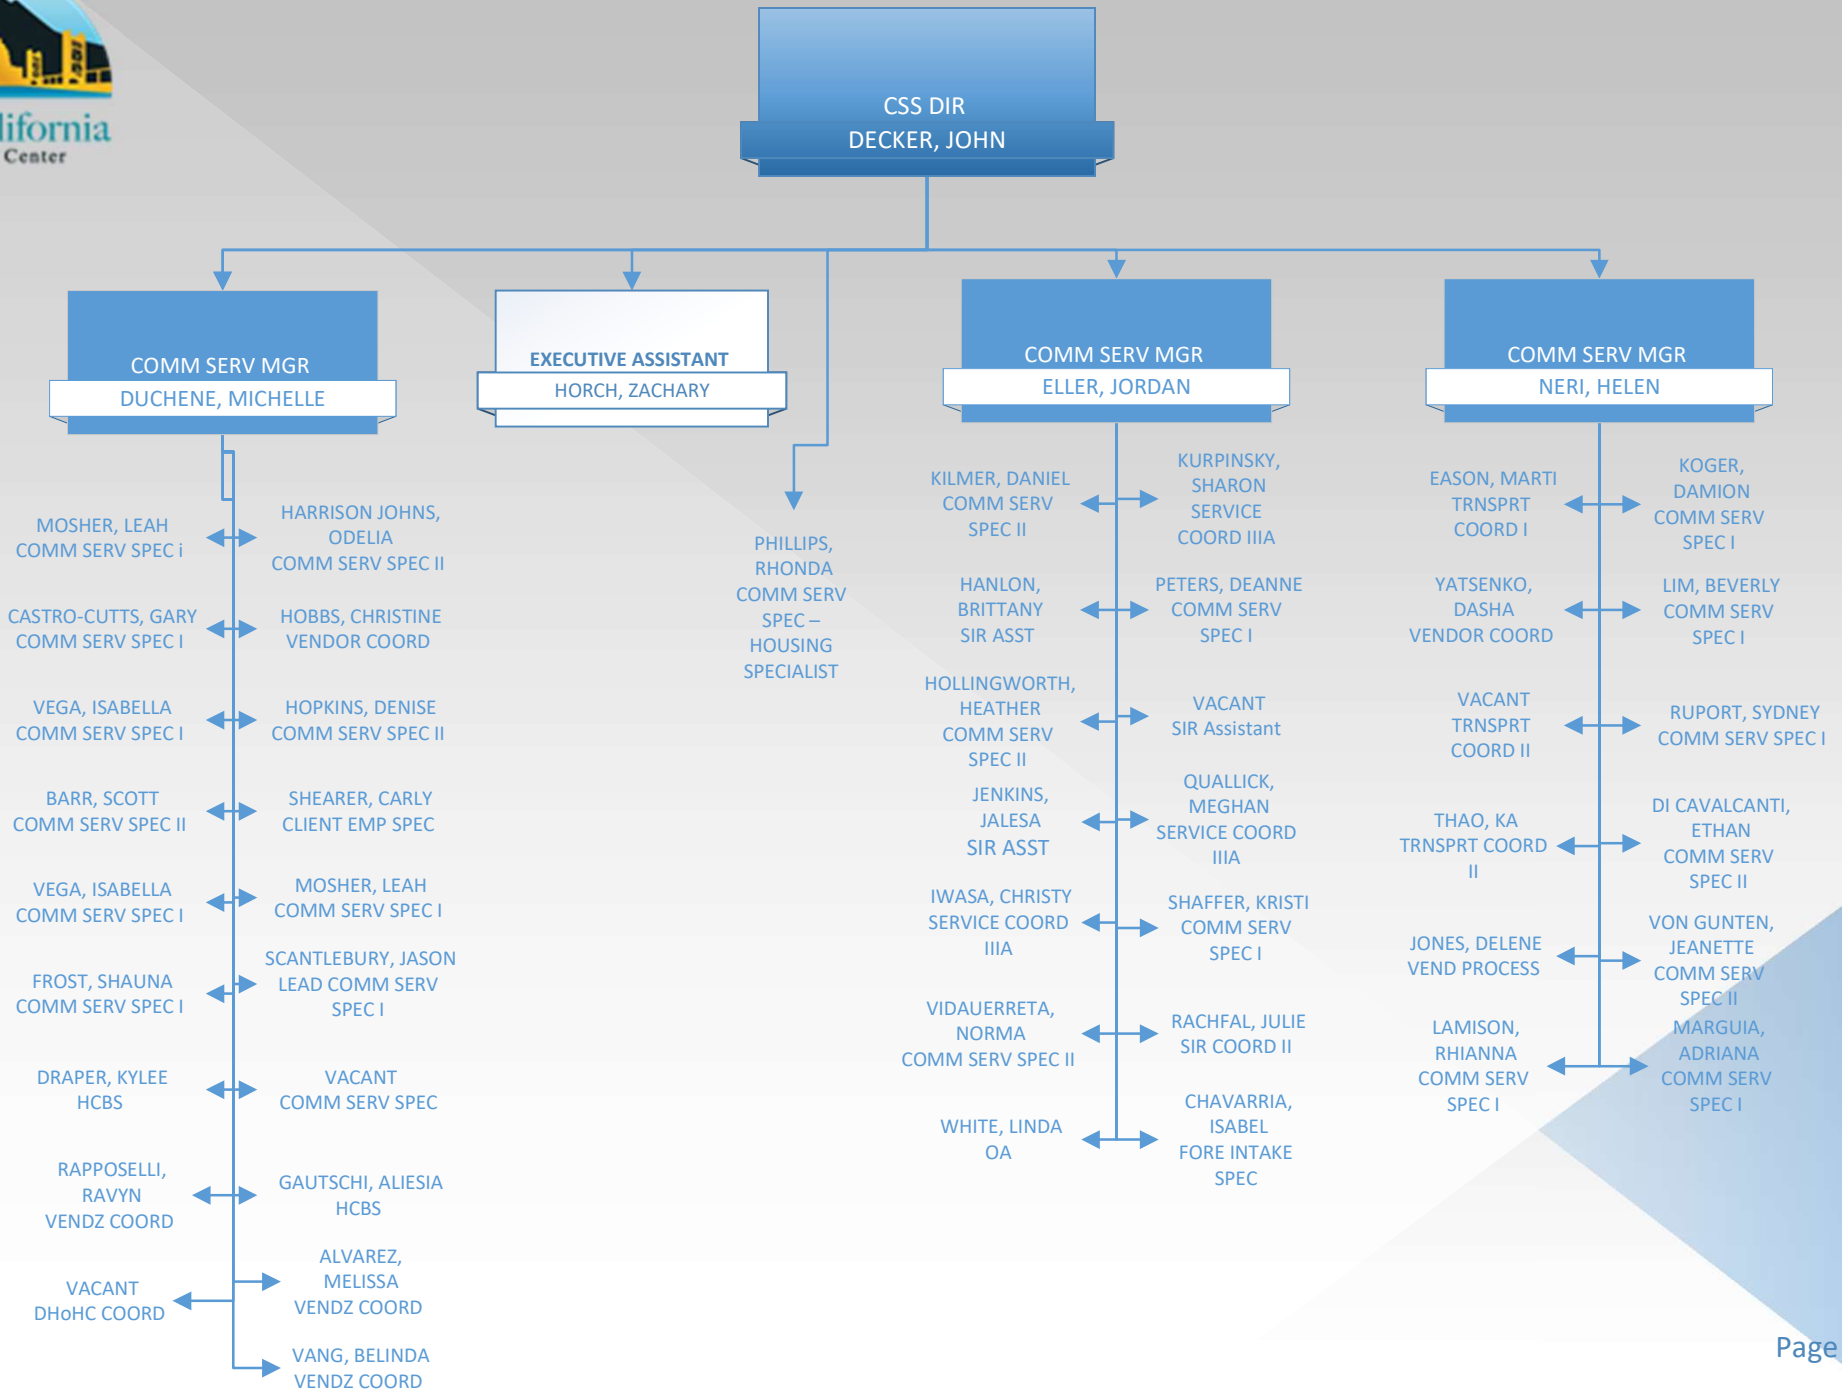 lifornia
Center
CSS DIR
DECKER, JOHN
COMM SERV MGR
DUCHENE, MICHELLE
EXECUTIVE ASSISTANT
HORCH, ZACHARY
COMM SERV MGR
ELLER, JORDAN
COMM SERV MGR
NERI, HELEN
MOSHER, LEAH
COMM SERV SPEC i
HARRISON JOHNS,
ODELIA
COMM SERV SPEC II
CASTRO-CUTTS, GARY
COMM SERV SPEC I
HOBBS, CHRISTINE
VENDOR COORD
VEGA, ISABELLA
COMM SERV SPEC I
HOPKINS, DENISE
COMM SERV SPEC II
BARR, SCOTT
COMM SERV SPEC II
SHEARER, CARLY
CLIENT EMP SPEC
VEGA, ISABELLA
COMM SERV SPEC I
MOSHER, LEAH
COMM SERV SPEC I
FROST, SHAUNA
COMM SERV SPEC I
SCANTLEBURY, JASON
LEAD COMM SERV
SPEC I
DRAPER, KYLEE
HCBS
VACANT
COMM SERV SPEC
RAPPOSELLI,
RAVYN
VENDZ COORD
GAUTSCHI, ALIESIA
HCBS
VACANT
DHoHC COORD
ALVAREZ,
MELISSA
VENDZ COORD
VANG, BELINDA
VENDZ COORD
PHILLIPS,
RHONDA
COMM SERV
SPEC –
HOUSING
SPECIALIST
KILMER, DANIEL
COMM SERV
SPEC II
KURPINSKY,
SHARON
SERVICE
COORD IIIA
HANLON,
BRITTANY
SIR ASST
PETERS, DEANNE
COMM SERV
SPEC I
HOLLINGWORTH,
HEATHER
COMM SERV
SPEC II
VACANT
SIR Assistant
JENKINS,
JALESA
SIR ASST
QUALLICK,
MEGHAN
SERVICE COORD
IIIA
IWASA, CHRISTY
SERVICE COORD
IIIA
SHAFFER, KRISTI
COMM SERV
SPEC I
VIDAUERRETA,
NORMA
COMM SERV SPEC II
RACHFAL, JULIE
SIR COORD II
WHITE, LINDA
OA
CHAVARRIA,
ISABEL
FORE INTAKE
SPEC
EASON, MARTI
TRNSPRT
COORD I
KOGER,
DAMION
COMM SERV
SPEC I
YATSENKO,
DASHA
VENDOR COORD
LIM, BEVERLY
COMM SERV
SPEC I
VACANT
TRNSPRT
COORD II
RUPORT, SYDNEY
COMM SERV SPEC I
THAO, KA
TRNSPRT COORD
II
DI CAVALCANTI,
ETHAN
COMM SERV
SPEC II
JONES, DELENE
VEND PROCESS
VON GUNTEN,
JEANETTE
COMM SERV
SPEC II
LAMISON,
RHIANNA
COMM SERV
SPEC I
MARGUIA,
ADRIANA
COMM SERV
SPEC I
Page